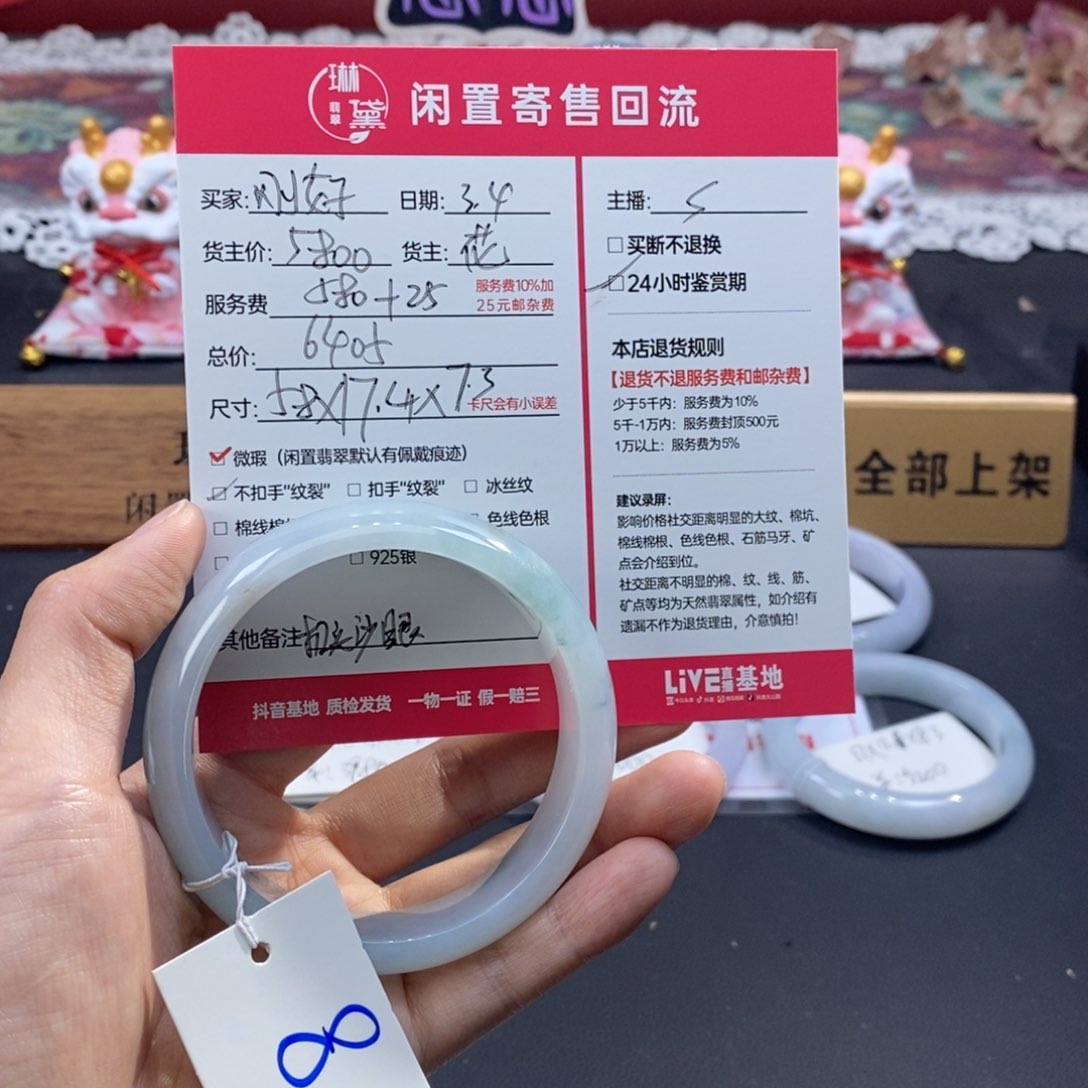 琳
翡翠 黛
闲置寄售回流
买家: 刚好 日期: 3.4
货主价: 5800 货主: 花
服务费 580+25 服务费10%加
25元邮杂费
总价: 6405
尺寸: 58x17.4x7.3 卡尺会有小误差
微瑕（闲置翡翠默认有佩戴痕迹）
不扣手"纹裂" 扣手"纹裂" 冰丝纹
棉线棉 色线色根
925银
其他备注
抖音基地 质检发货 一物一证 假一赔三
主播: S
买断不退换
24小时鉴赏期
本店退货规则
【退货不退服务费和邮杂费】
少于5千内：服务费为10%
5千-1万内：服务费封顶500元
1万以上：服务费为5%
建议录屏：
影响价格社交距离明显的大纹、棉坑、
棉线棉根、色线色根、石筋马牙、矿
点会介绍到位。
社交距离不明显的棉、纹、线、筋、
矿点等均为天然翡翠属性，如介绍有
遗漏不作为退货理由，介意慎拍！
LiVE直播基地
全部上架
闲置
8